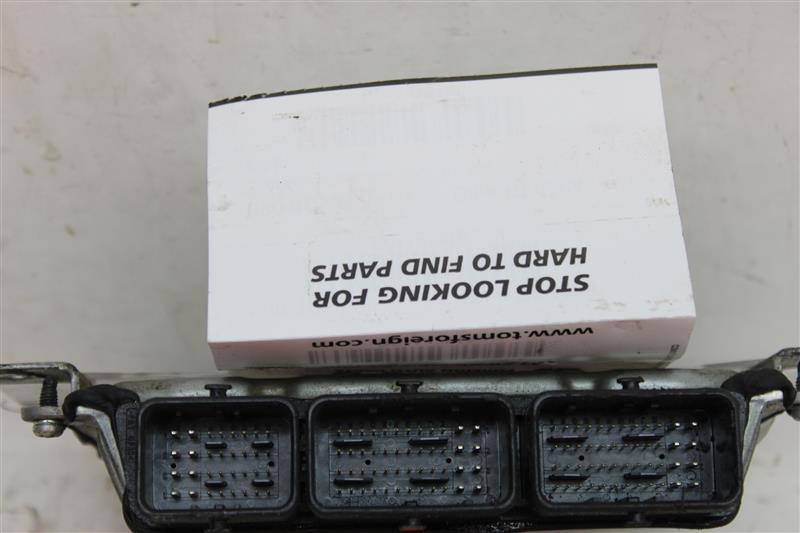 STOP LOOKING FOR
HARD TO FIND PARTS
www.tomsforeign.com